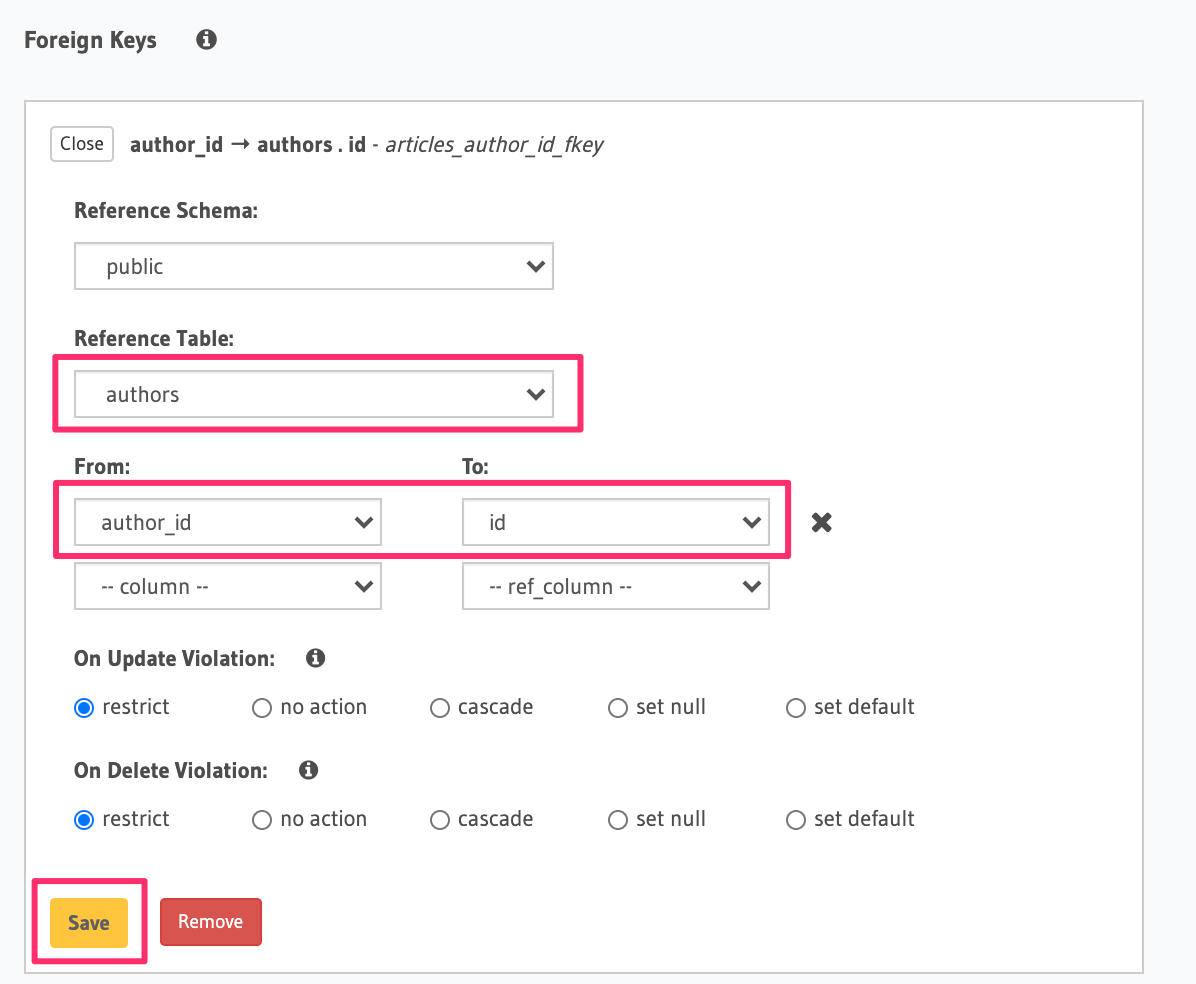 Foreign Keys
Close author_id → authors . id - articles_author_id_fkey
Reference Schema:
public
Reference Table:
authors
From: To:
author_id id
-- column -- -- ref_column --
On Update Violation:
restrict no action cascade set null set default
On Delete Violation:
restrict no action cascade set null set default
Save Remove